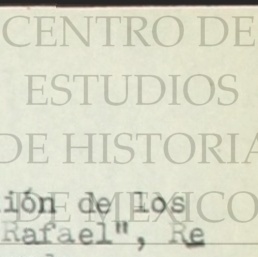 CENTRO DE
ESTUDIOS
DE HISTORIA
DE MEXICO
ión de los
Rafael", Re